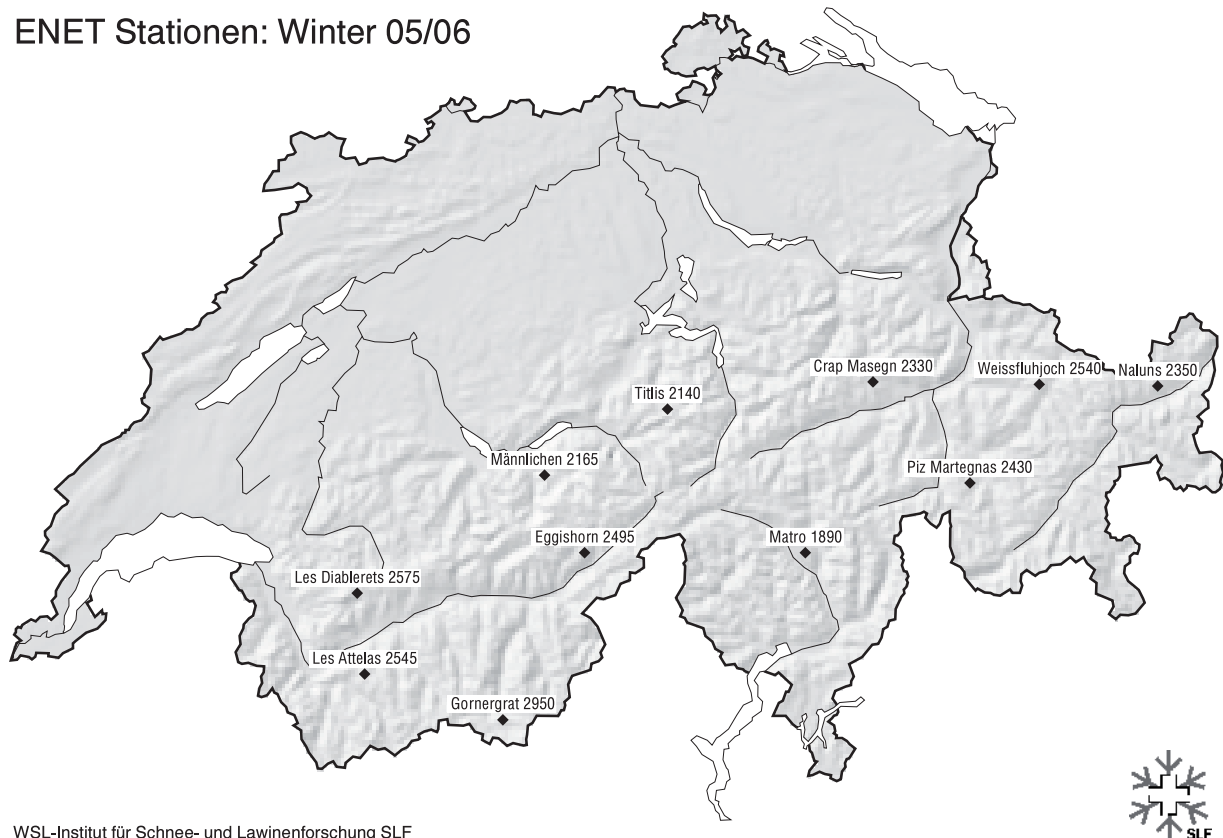 ENET Stationen: Winter 05/06
Crap Masegn 2330
Weissfluhjoch 2540
Naluns 2350
Titlis 2140
Männlichen 2165
Piz Martegnas 2430
Eggishorn 2495
Matro 1890
Les Diablerets 2575
Les Attelas 2545
Gornergrat 2950
WSL-Institut für Schnee- und Lawinenforschung SLF
SLF